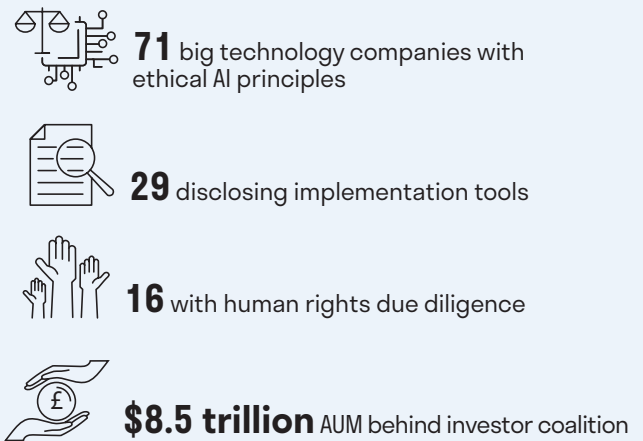 71 big technology companies with
ethical AI principles
29 disclosing implementation tools
16 with human rights due diligence
£
$8.5 trillion AUM behind investor coalition